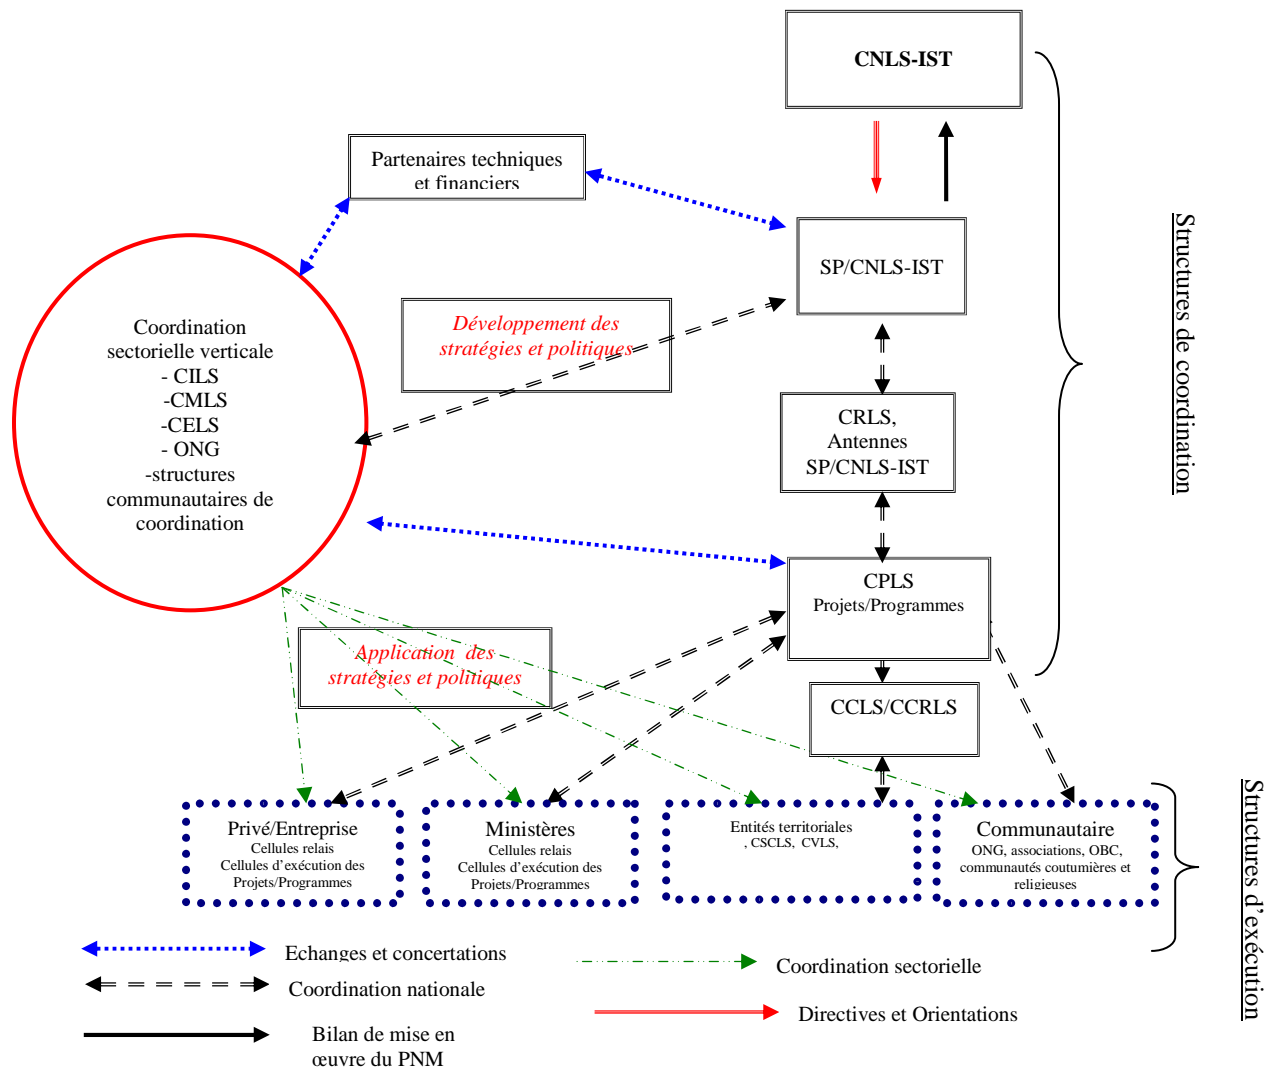 CNLS-IST
Partenaires techniques
et financiers
SP/CNLS-IST
Développement des
stratégies et politiques
Coordination
sectorielle verticale
- CILS
-CMLS
-CELS
- ONG
-structures
communautaires de
coordination
CRLS,
Antennes
SP/CNLS-IST
CPLS
Projets/Programmes
Application des
stratégies et politiques
CCLS/CCRLS
Structures de coordination
Privé/Entreprise
Cellules relais
Cellules d'exécution des
Projets/Programmes
Ministères
Cellules relais
Cellules d'exécution des
Projets/Programmes
Entités territoriales
, CSCLS, CVLS,
Communautaire
ONG, associations, OBC,
communautés coutumières et
religieuses
Structures d'exécution
Echanges et concertations
Coordination nationale
Bilan de mise en
œuvre du PNM
Coordination sectorielle
Directives et Orientations